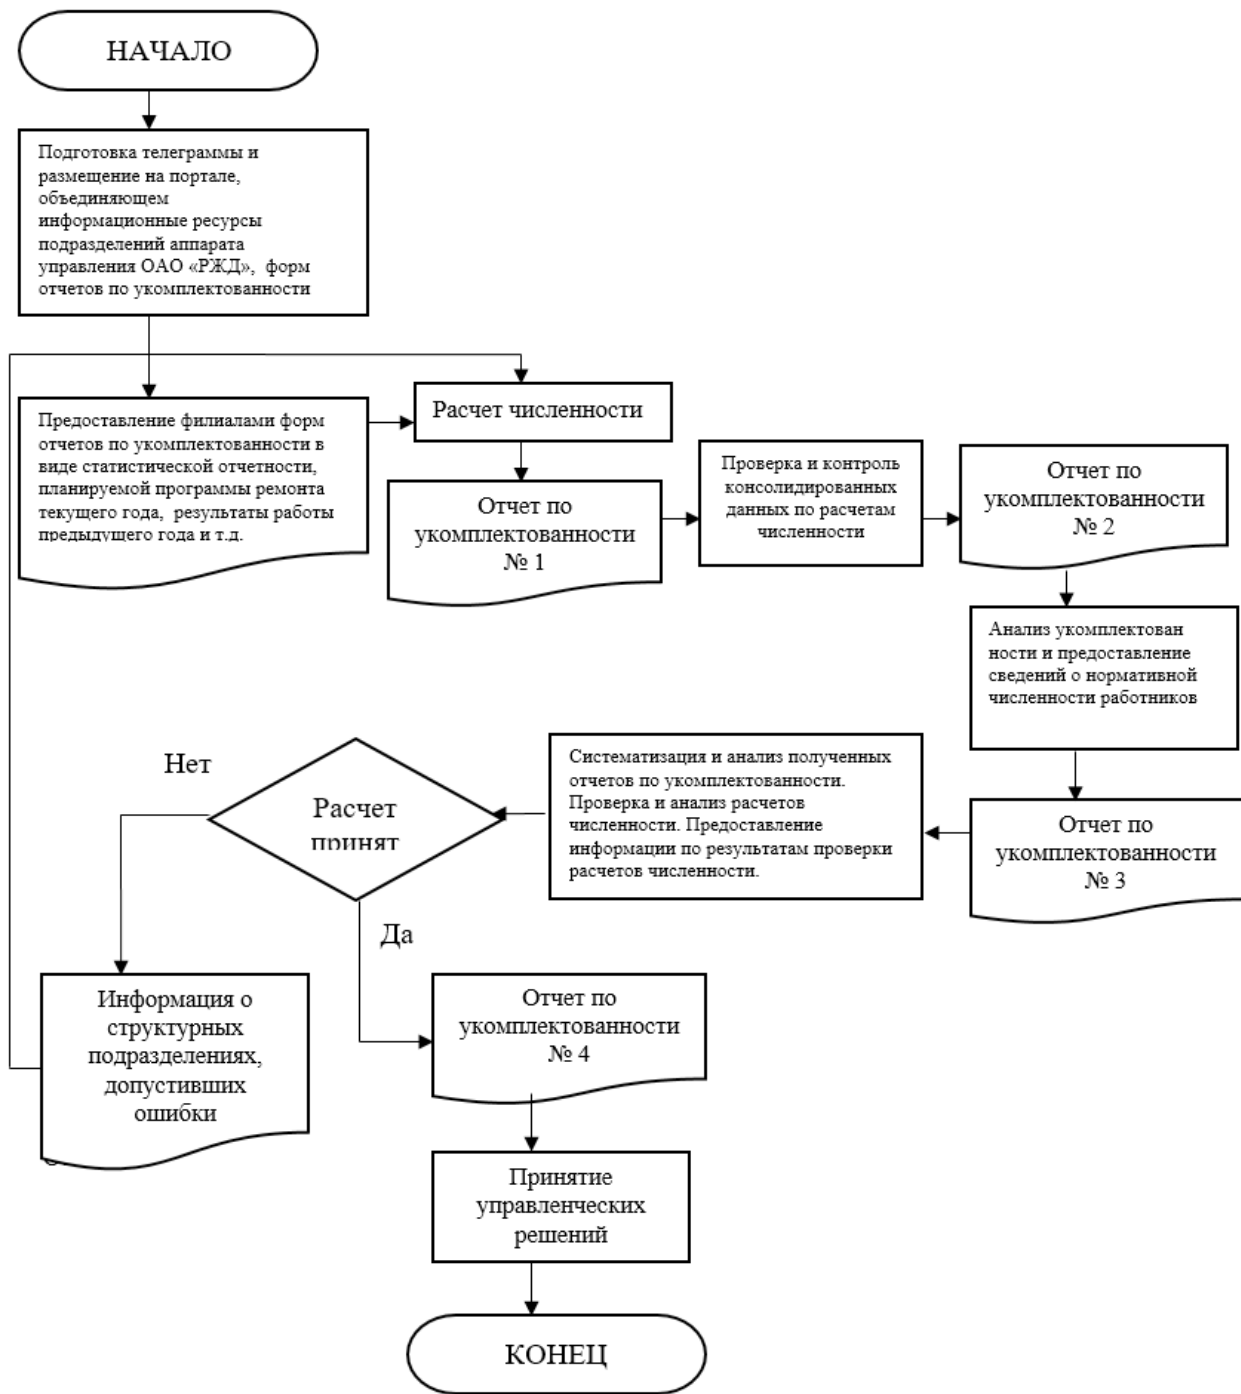 НАЧАЛО
Подготовка телеграммы и
размещение на портале,
объединяющем
информационные ресурсы
подразделений аппарата
управления ОАО «РЖД», форм
отчетов по укомплектованности
Предоставление филиалами форм
отчетов по укомплектованности в
виде статистической отчетности,
планируемой программы ремонта
текущего года, результаты работы
предыдущего года и т.д.
Расчет численности
Отчет по
укомплектованности
№ 1
Проверка и контроль
консолидированных
данных по расчетам
численности
Отчет по
укомплектованности
№ 2
Анализ укомплектован
ности и предоставление
сведений о нормативной
численности работников
Отчет по
укомплектованности
№ 3
Систематизация и анализ полученных
отчетов по укомплектованности.
Проверка и анализ расчетов
численности. Предоставление
информации по результатам проверки
расчетов численности.
Расчет
принят
Нет
Да
Информация о
структурных
подразделениях,
допустивших
ошибки
Отчет по
укомплектованности
№ 4
Принятие
управленческих
решений
КОНЕЦ